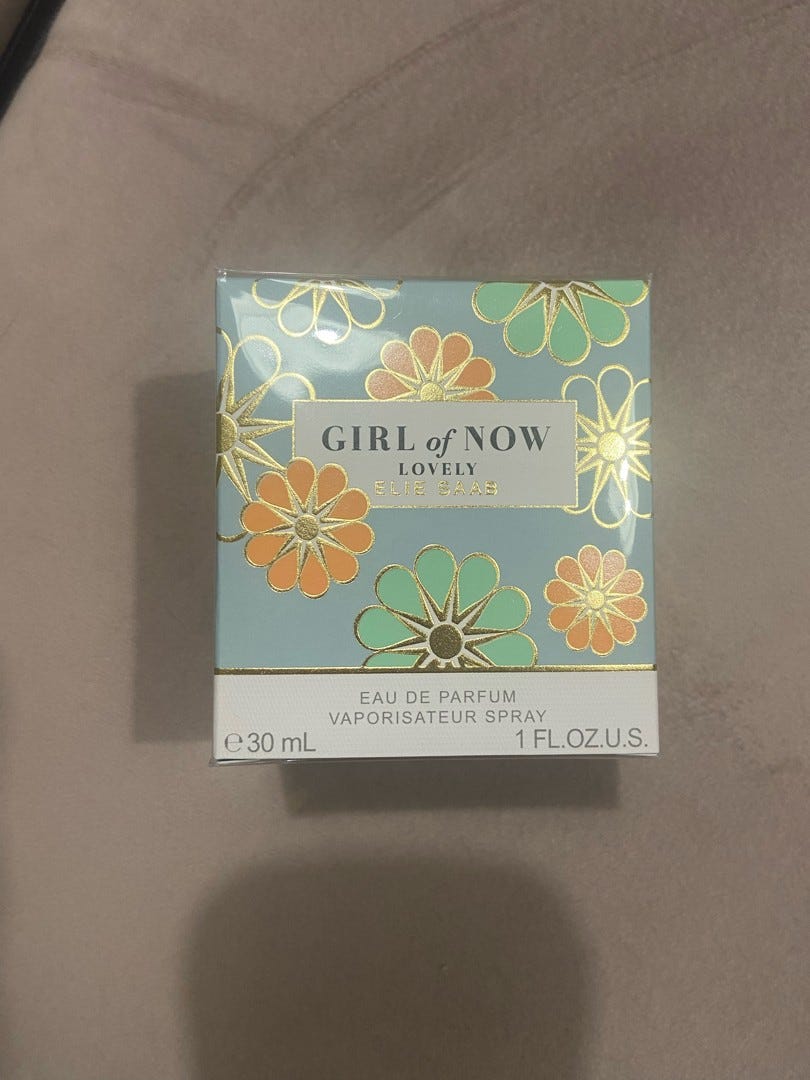 GIRL of NOW
LOVELY
ELIE SAAB
EAU DE PARFUM
VAPORISATEUR SPRAY
℮30 mL 1 FL.OZ.U.S.